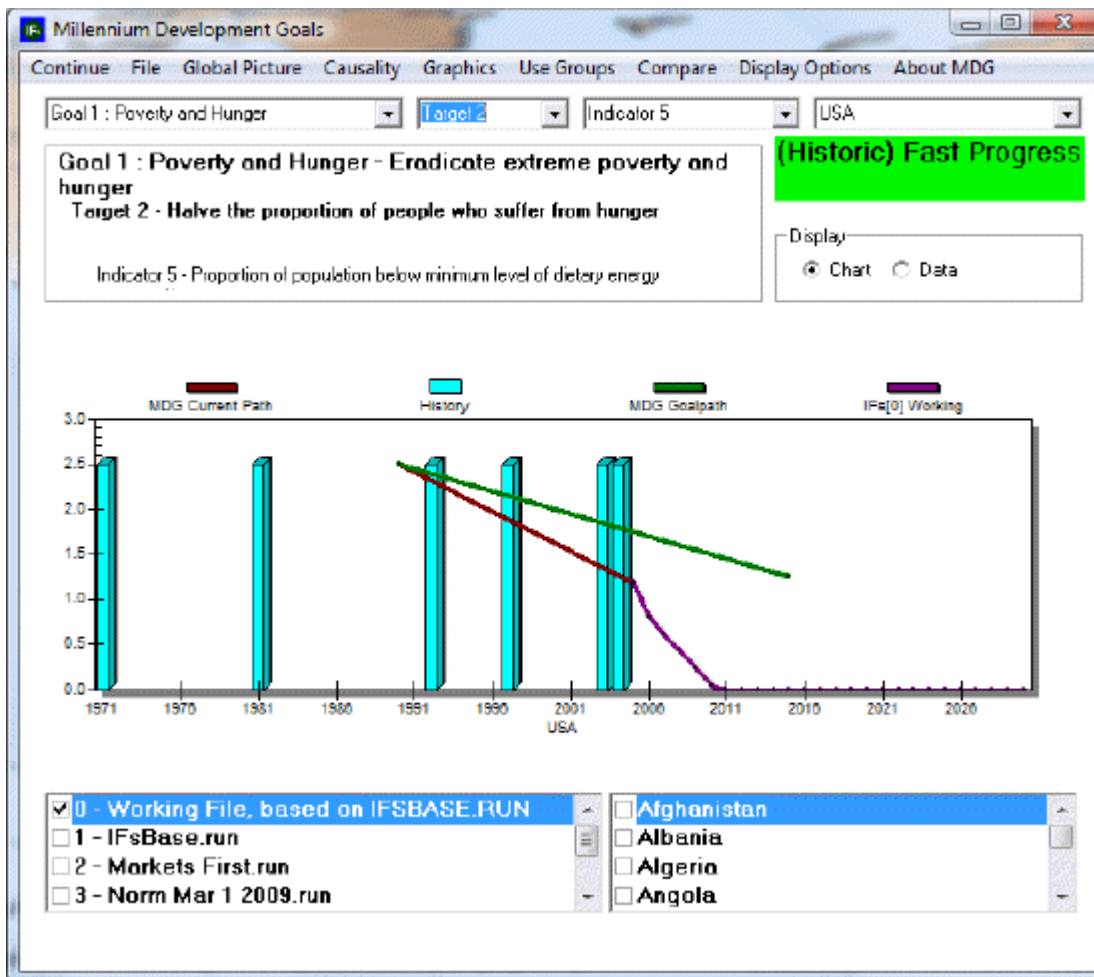 Millennium Development Goals
Continue File Global Picture Causality Graphics Use Groups Compare Display Options About MDG
Goal 1 : Poverty and Hunger Target 2 Indicator 5 USA
Goal 1 : Poverty and Hunger - Eradicate extreme poverty and
hunger
Target 2 - Halve the proportion of people who suffer from hunger
Indicator 5 - Proportion of population below minimum level of dietary energy
(Historic) Fast Progress
Display
Chart Data
MDG Current Path History MDG Goalpath IFs[0] Working
3.0
2.5
2.0
1.5
1.0
0.5
0.0
1971 1976 1981 1986 1991 1996 2001 2006 2011 2016 2021 2026
USA
0 - Working File, based on IFSBASE.RUN
1 - IFsBase.run
2 - Markets First.run
3 - Norm Mar 1 2009.run
Afghanistan
Albania
Algeria
Angola